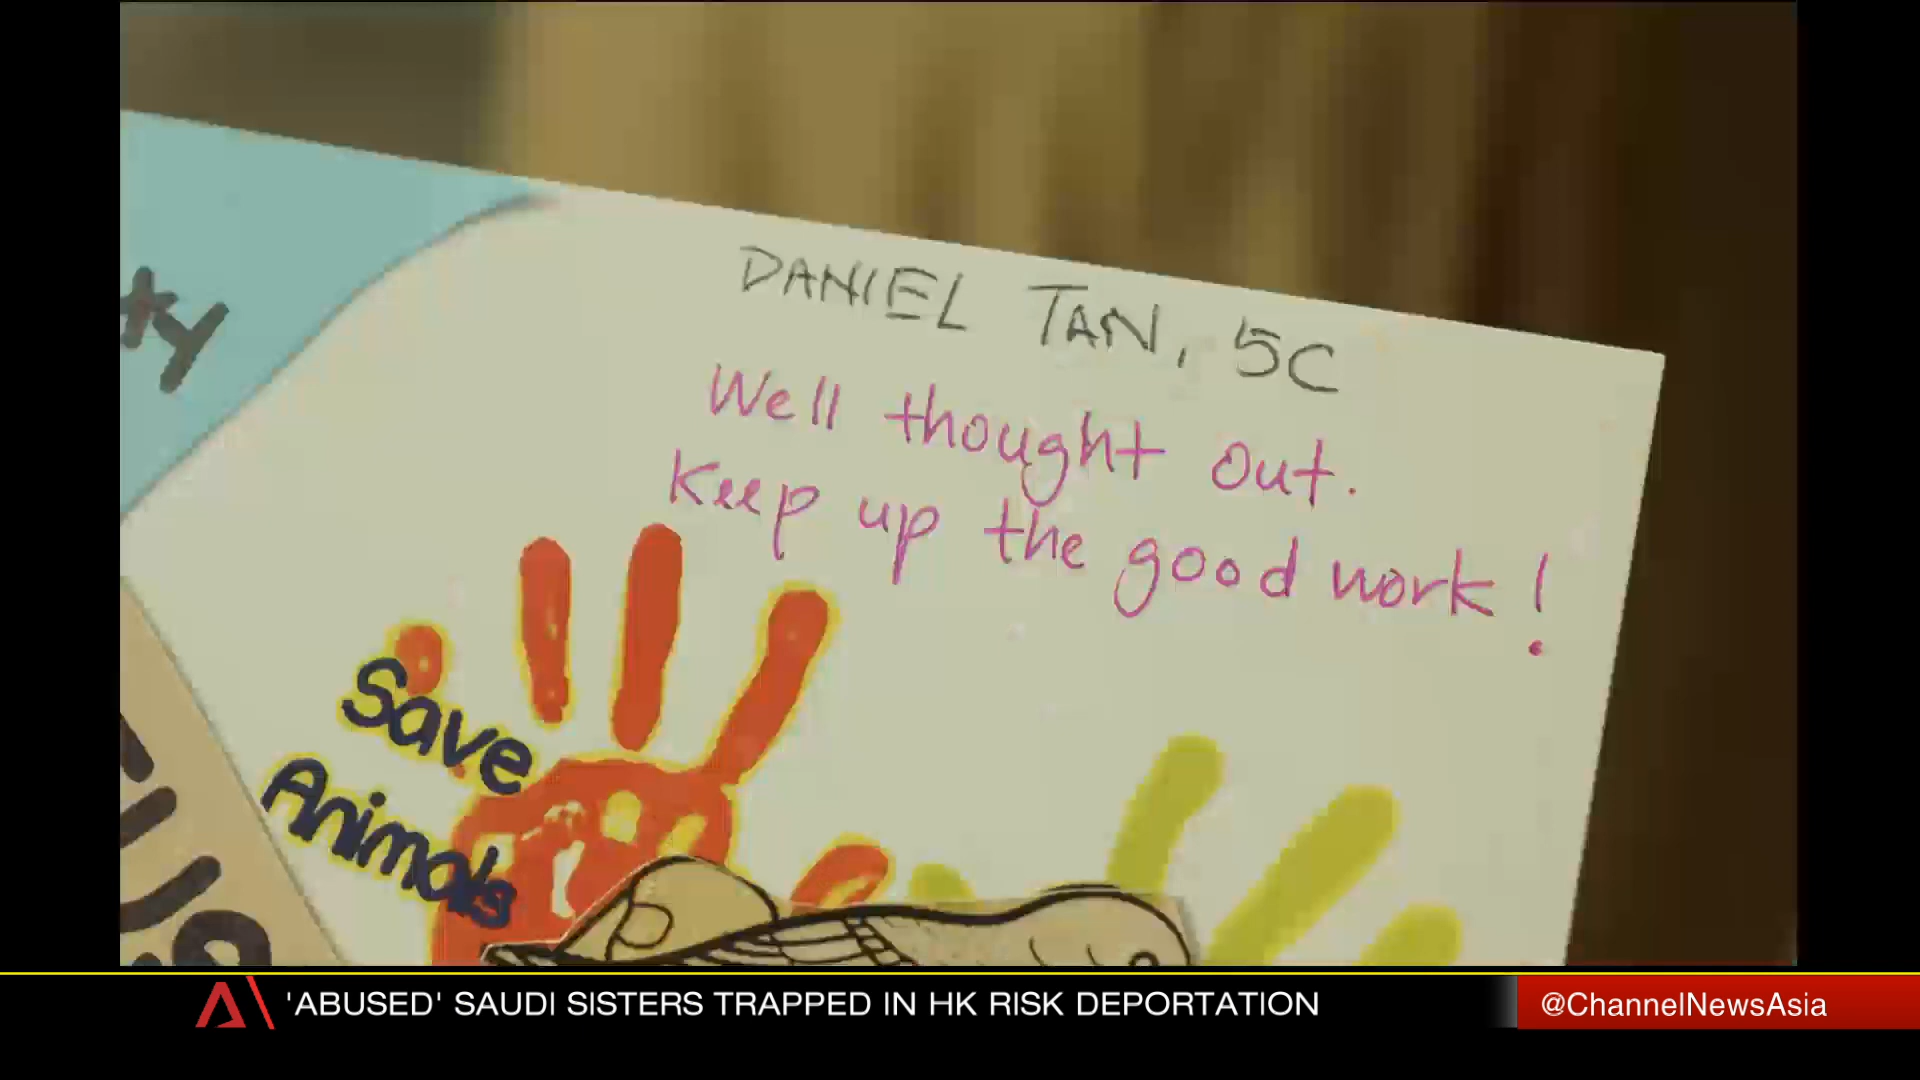 DANIEL TAN, 5C
Well thought out.
Keep up the good work!
Save
Animals
'ABUSED' SAUDI SISTERS TRAPPED IN HK RISK DEPORTATION
@ChannelNewsAsia